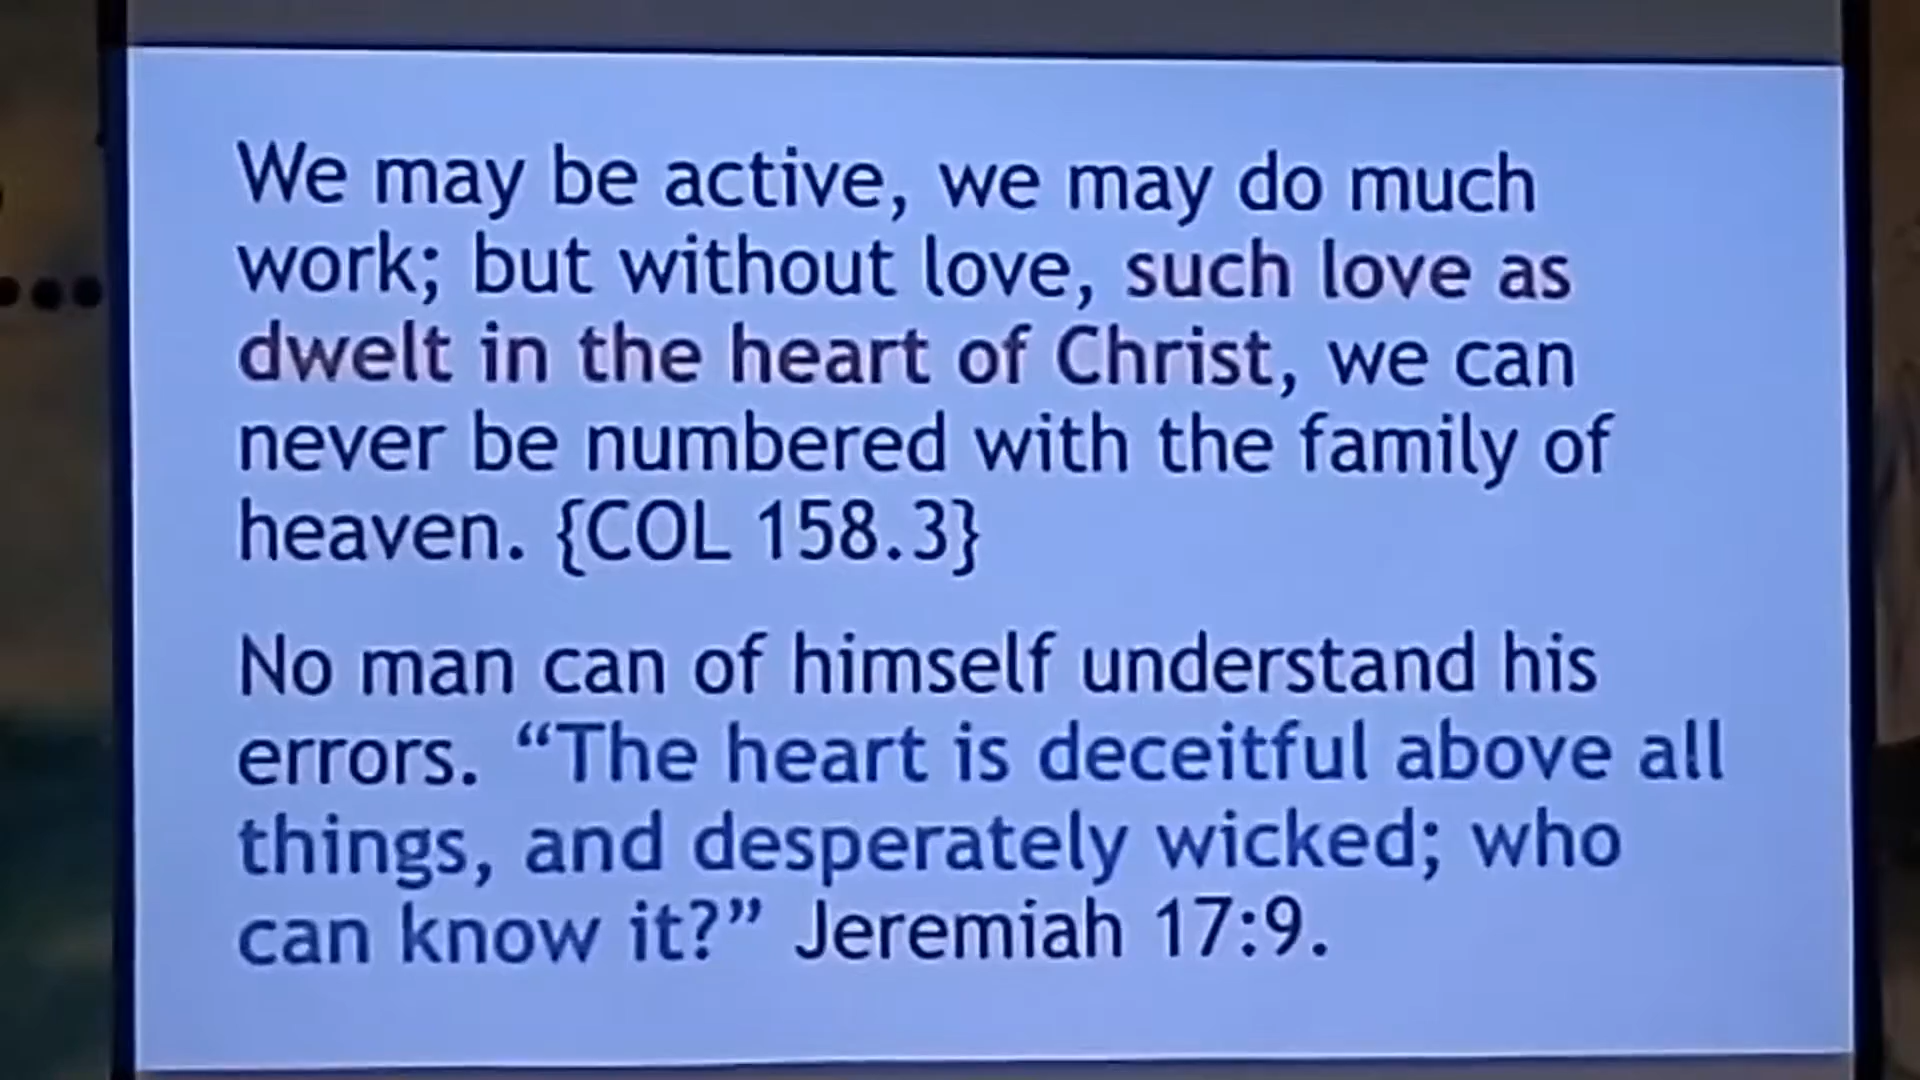 We may be active, we may do much
work; but without love, such love as
dwelt in the heart of Christ, we can
never be numbered with the family of
heaven. {COL 158.3}
No man can of himself understand his
errors. “The heart is deceitful above all
things, and desperately wicked; who
can know it?” Jeremiah 17:9.